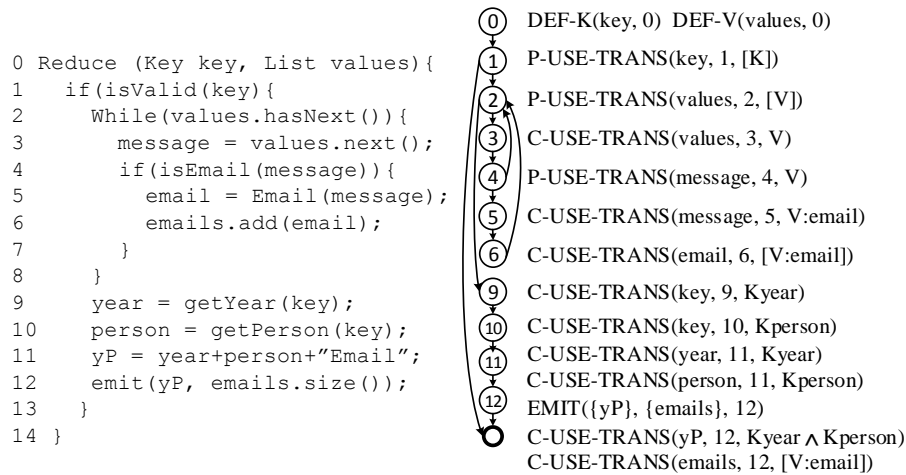 0 Reduce (Key key, List values){
1 if(isValid(key){
2 While(values.hasNext()){
3 message = values.next();
4 if(isEmail(message)){
5 email = Email(message);
6 emails.add(email);
7 }
8 }
9 year = getYear(key);
10 person = getPerson(key);
11 yP = year+person+”Email”;
12 emit(yP, emails.size());
13 }
14 }
0 DEF-K(key, 0) DEF-V(values, 0)
1 P-USE-TRANS(key, 1, [K])
2 P-USE-TRANS(values, 2, [V])
3 C-USE-TRANS(values, 3, V)
4 P-USE-TRANS(message, 4, V)
5 C-USE-TRANS(message, 5, V:email)
6 C-USE-TRANS(email, 6, [V:email])
9 C-USE-TRANS(key, 9, Kyear)
10 C-USE-TRANS(key, 10, Kperson)
11 C-USE-TRANS(year, 11, Kyear)
C-USE-TRANS(person, 11, Kperson)
12 EMIT({yP}, {emails}, 12)
C-USE-TRANS(yP, 12, Kyear ∧ Kperson)
C-USE-TRANS(emails, 12, [V:email])